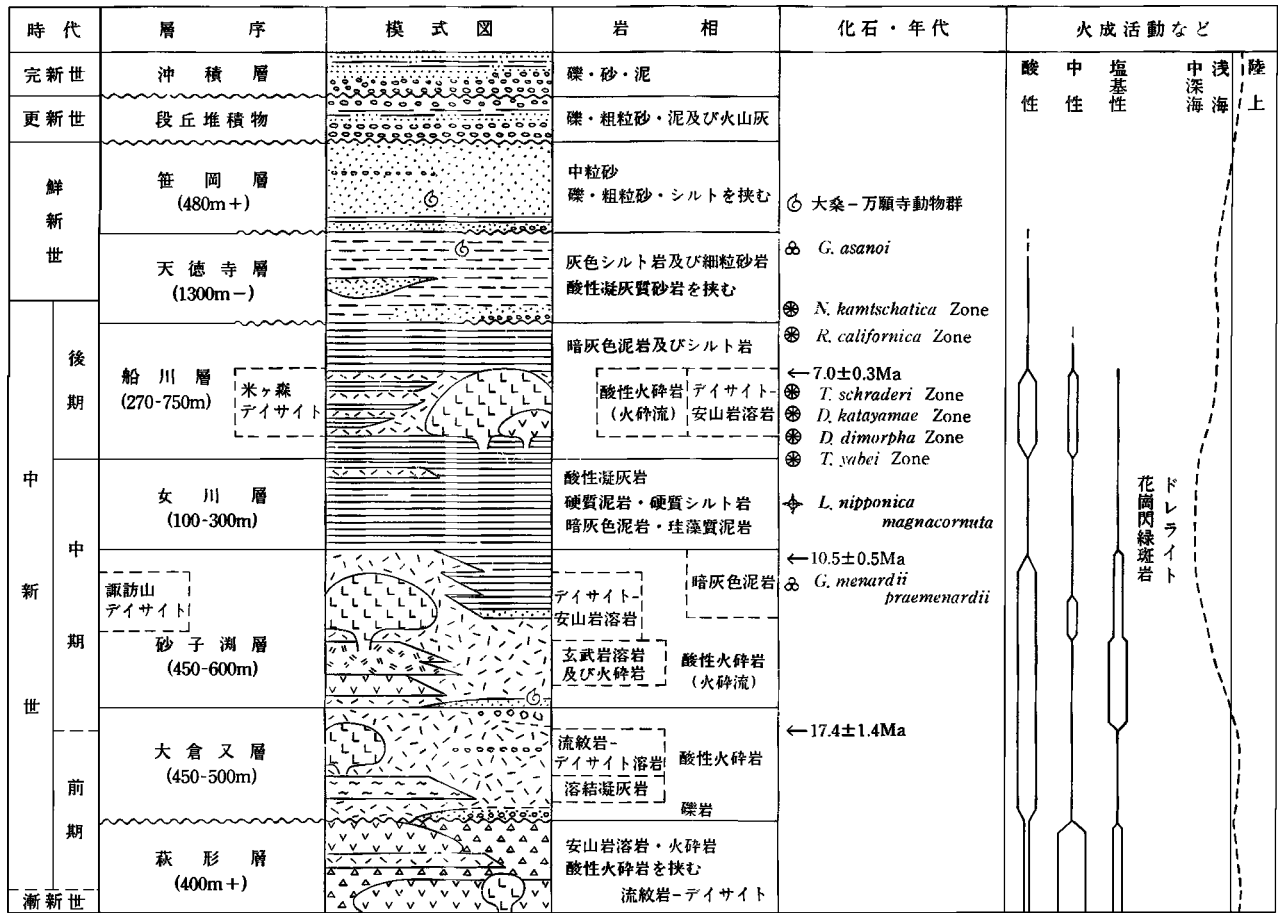 時代
層序
模式図
岩相
化石・年代
火成活動など
完新世
沖積層
礫・砂・泥
酸性
中性
塩基性
中深海
浅海
陸上
更新世
段丘堆積物
礫・粗粒砂・泥及び火山灰
鮮新世
笹岡層
(480m+)
中粒砂
礫・粗粒砂・シルトを挟む
大桑-万願寺動物群
天徳寺層
(1300m-)
灰色シルト岩及び細粒砂岩
酸性凝灰質砂岩を挟む
G. asanoi
N. kamtschatica Zone
中新世
後期
船川層
(270-750m)
米ヶ森
デイサイト
暗灰色泥岩及びシルト岩
酸性火砕岩
(火砕流)
デイサイト-
安山岩溶岩
R. californica Zone
←7.0±0.3Ma
T. schraderi Zone
D. katayamae Zone
D. dimorpha Zone
T. yabei Zone
中期
女川層
(100-300m)
酸性凝灰岩
硬質泥岩・硬質シルト岩
暗灰色泥岩・珪藻質泥岩
L. nipponica
magnacornuta
ドレライト
花崗閃緑斑岩
諏訪山
デイサイト
砂子渕層
(450-600m)
デイサイト-
安山岩溶岩
暗灰色泥岩
玄武岩溶岩
及び火砕岩
酸性火砕岩
(火砕流)
←10.5±0.5Ma
G. menardii
praemenardii
前期
大倉又層
(450-500m)
流紋岩-
デイサイト溶岩
溶結凝灰岩
酸性火砕岩
礫岩
←17.4±1.4Ma
萩形層
(400m+)
安山岩溶岩・火砕岩
酸性火砕岩を挟む
流紋岩-デイサイト
漸新世